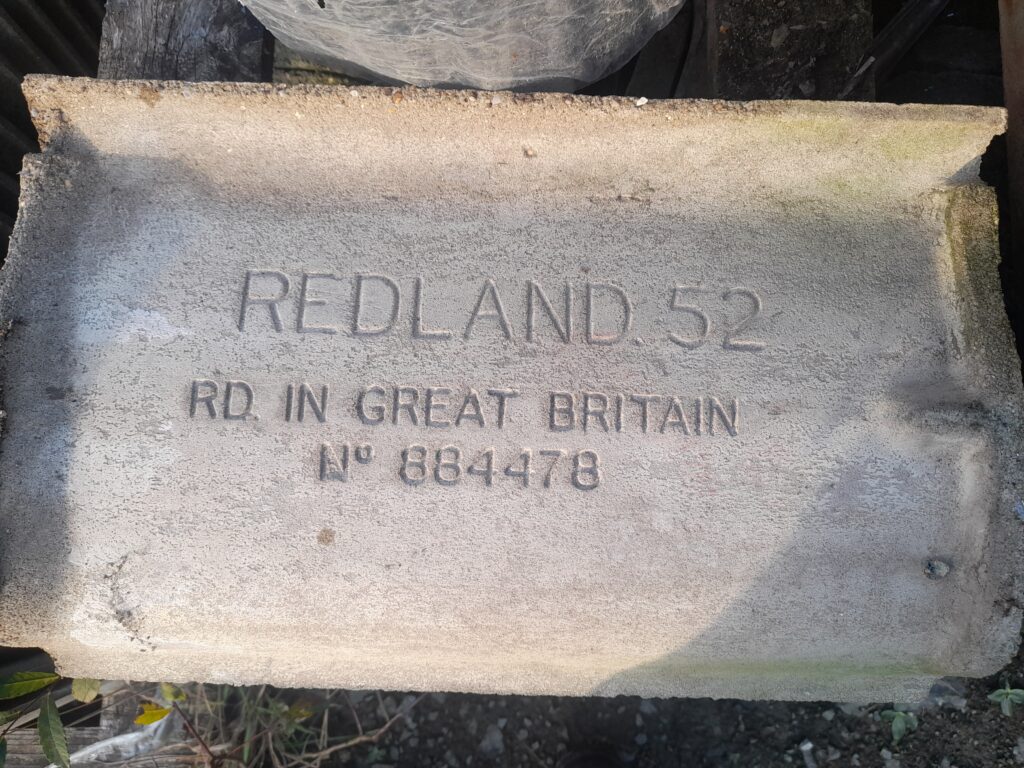 REDLAND. 52
RD. IN GREAT BRITAIN
Nº 884478